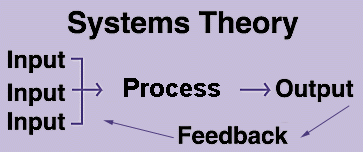 Systems Theory
Input
Input Process Output
Input
Feedback